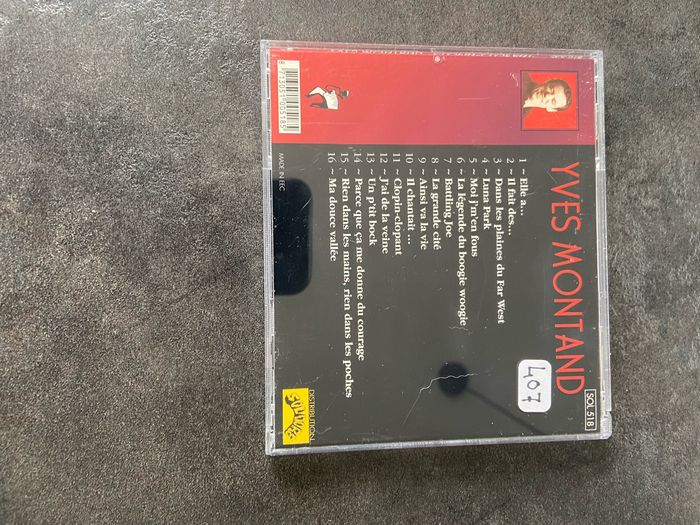 YVES MONTAND
SOL 518
1 ~ Elle a...
2 ~ Il fait des...
3 ~ Dans les plaines du Far West
4 ~ Luna Park
5 ~ Moi j'm'en fous
6 ~ La légende du boogie woogie
7 ~ Battling Joe
8 ~ La grande cité
9 ~ Ainsi va la vie
10 ~ Il chantait ...
11 ~ Clopin-clopant
12 ~ J'ai de la veine
13 ~ Un p'tit bock
14 ~ Parce que ça me donne du courage
15 ~ Rien dans les mains, rien dans les poches
16 ~ Ma douce vallée
407
8 713051 005185
MADE IN EEC
DISTRIBUTION